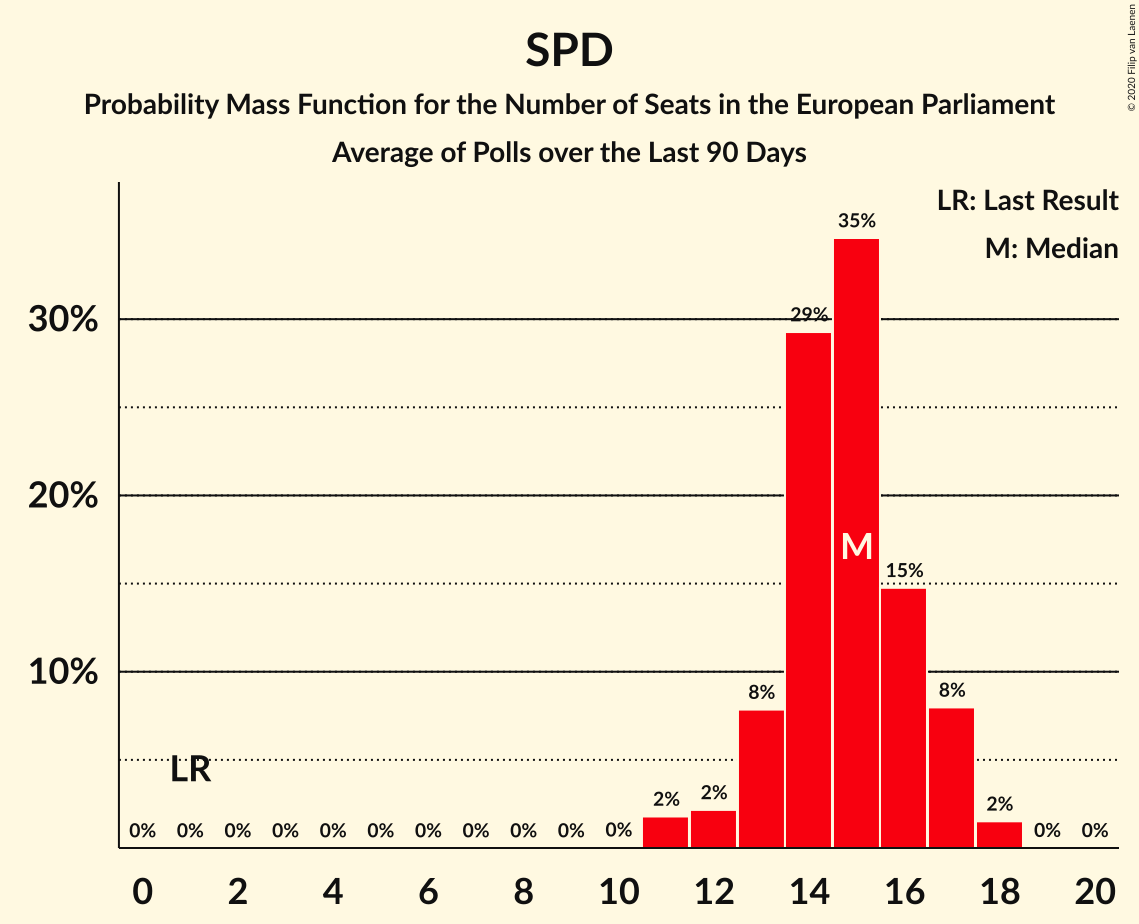 SPD
Probability Mass Function for the Number of Seats in the European Parliament
Average of Polls over the Last 90 Days
© 2020 Filip van Laenen
LR: Last Result
M: Median
35%
30%
29%
20%
M
15%
10%
8%
8%
LR
2%
2%
2%
0% 0% 0% 0% 0% 0% 0% 0% 0% 0% 0% 0% 0%
0 2 4 6 8 10 12 14 16 18 20